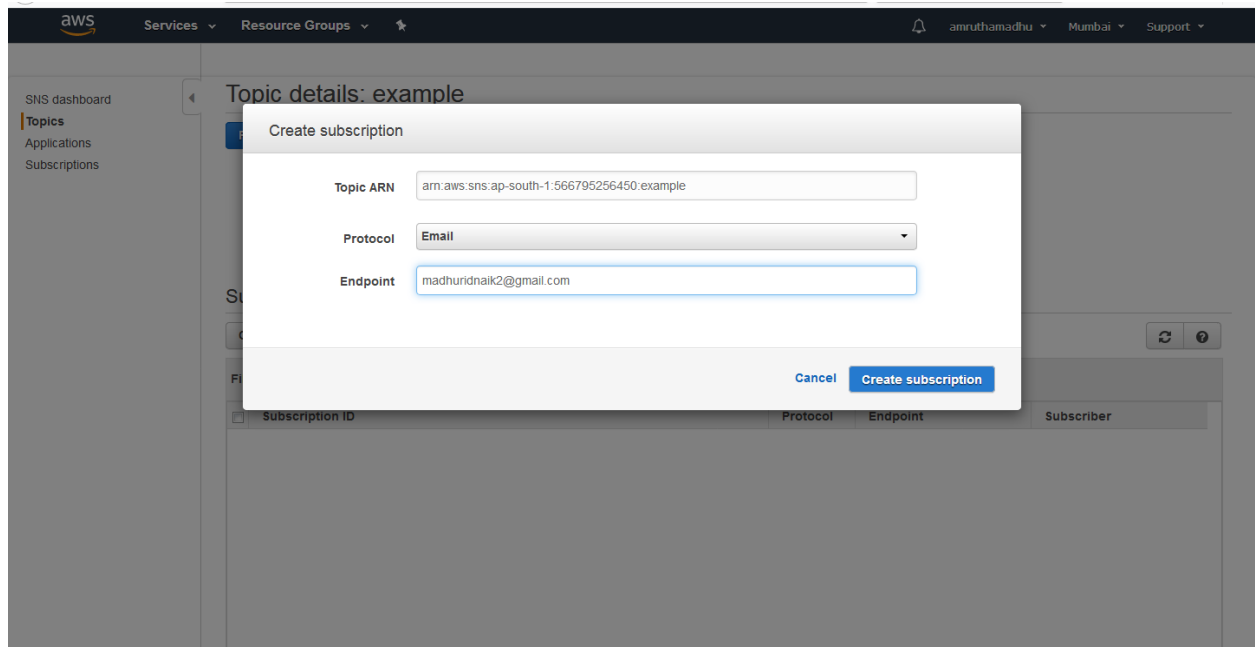 aws Services Resource Groups amruthamadhu Mumbai Support
SNS dashboard
Topics
Applications
Subscriptions
Topic details: example
Create subscription
Topic ARN arn:aws:sns:ap-south-1:566795256450:example
Protocol Email
Endpoint madhuridnaik2@gmail.com
Cancel Create subscription
Subscription ID Protocol Endpoint Subscriber